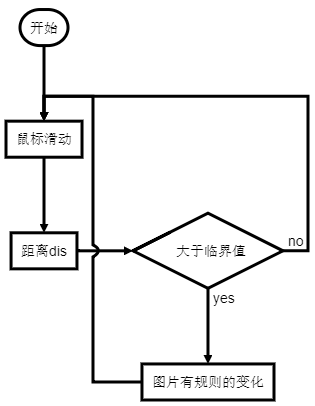 开始
鼠标滑动
距离dis
大于临界值
no
yes
图片有规则的变化